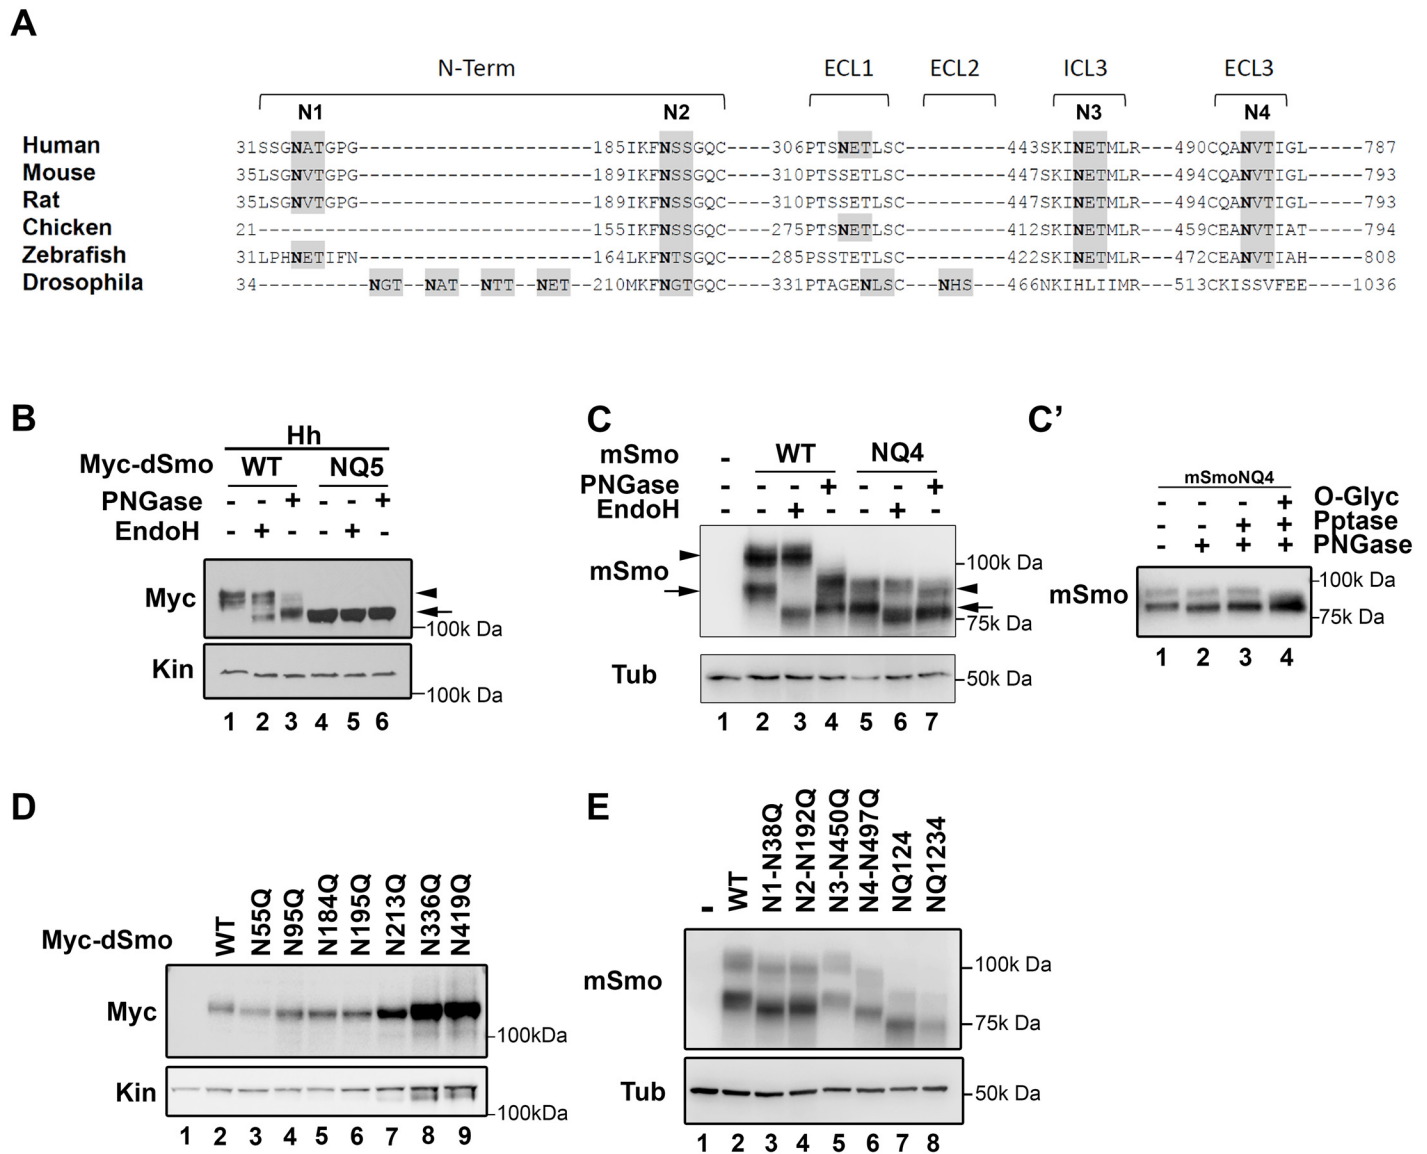 A
N-Term ECL1 ECL2 ICL3 ECL3
N1 N2 N3 N4
Human 31SSGNATGPG---------------------185IKFNSSGQC----306PTSNETLSC---------443SKINETMLR---490CQANVTIGL----787
Mouse 35LSGNVTGPG---------------------189IKFNSSGQC----310PTSSETLSC---------447SKINETMLR---494CQANVTIGL----793
Rat 35LSGNVTGPG---------------------189IKFNSSGQC----310PTSSETLSC---------447SKINETMLR---494CQANVTIGL----793
Chicken 21------------------------------155IKFNSSGQC----275PTSNETLSC---------412SKINETMLR---459CEANVTIAT----794
Zebrafish 31LPHNETIFN---------------------164LKFNTSGQC----285PSSTETLSC---------422SKINETMLR---472CEANVTIAH----808
Drosophila 34----------NGT--NAT--NTT--NET--210MKFNGTGQC----331PTAGENLSC---NHS---466NKIHLIIMR---513CKISSVFEE----1036
B
Hh
Myc-dSmo WT NQ5
PNGase - - + - - +
EndoH - + - - + -
Myc
100k Da
Kin
100k Da
1 2 3 4 5 6
C
mSmo - WT NQ4
PNGase - - - + - - +
EndoH - - + - - + -
mSmo
100k Da
75k Da
Tub
50k Da
1 2 3 4 5 6 7
C’
mSmoNQ4
- - - + O-Glyc
- - + + Pptase
- + + + PNGase
mSmo
100k Da
75k Da
1 2 3 4
D
Myc-dSmo WT N55Q N95Q N184Q N195Q N213Q N336Q N419Q
Myc
100kDa
Kin
100kDa
1 2 3 4 5 6 7 8 9
E
- WT N1-N38Q N2-N192Q N3-N450Q N4-N497Q NQ124 NQ1234
mSmo
100k Da
75k Da
Tub
50k Da
1 2 3 4 5 6 7 8